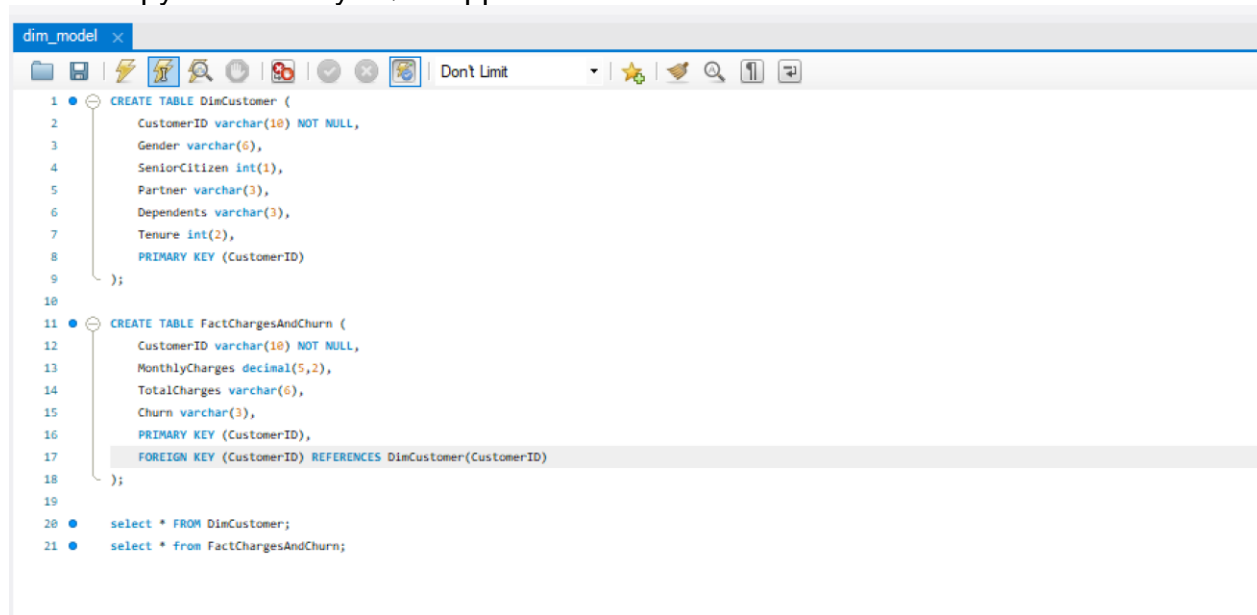 dim_model
Don't Limit
1 CREATE TABLE DimCustomer (
2 CustomerID varchar(10) NOT NULL,
3 Gender varchar(6),
4 SeniorCitizen int(1),
5 Partner varchar(3),
6 Dependents varchar(3),
7 Tenure int(2),
8 PRIMARY KEY (CustomerID)
9 );
10
11 CREATE TABLE FactChargesAndChurn (
12 CustomerID varchar(10) NOT NULL,
13 MonthlyCharges decimal(5,2),
14 TotalCharges varchar(6),
15 Churn varchar(3),
16 PRIMARY KEY (CustomerID),
17 FOREIGN KEY (CustomerID) REFERENCES DimCustomer(CustomerID)
18 );
19
20 select * FROM DimCustomer;
21 select * from FactChargesAndChurn;